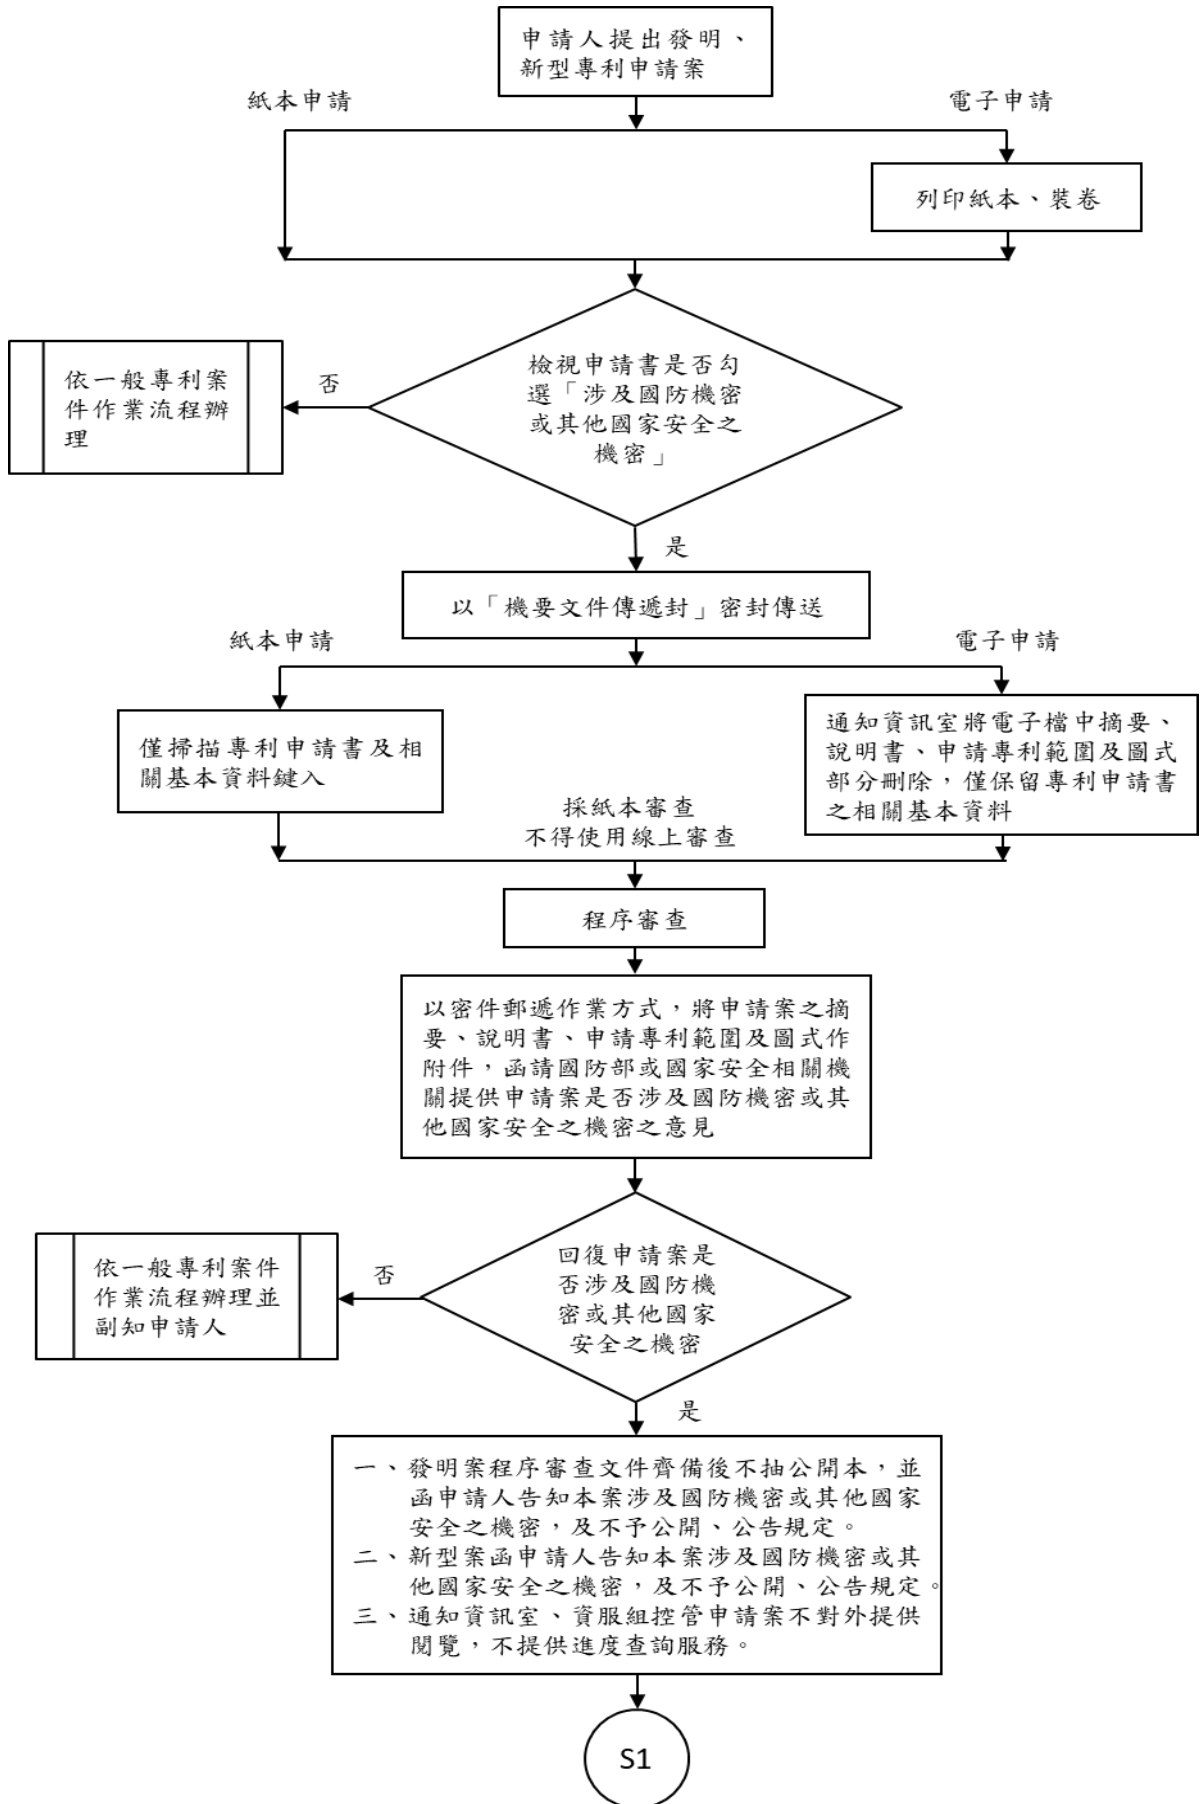 申請人提出發明、
新型專利申請案
紙本申請
電子申請
列印紙本、裝卷
檢視申請書是否勾
選「涉及國防機密
或其他國家安全之
機密」
否
依一般專利案
件作業流程辦
理
是
以「機要文件傳遞封」密封傳送
紙本申請
電子申請
僅掃描專利申請書及相
關基本資料鍵入
通知資訊室將電子檔中摘要、
說明書、申請專利範圍及圖式
部分刪除，僅保留專利申請書
之相關基本資料
採紙本審查
不得使用線上審查
程序審查
以密件郵遞作業方式，將申請案之摘
要、說明書、申請專利範圍及圖式作
附件，函請國防部或國家安全相關機
關提供申請案是否涉及國防機密或其
他國家安全之機密之意見
回復申請案是
否涉及國防機
密或其他國家
安全之機密
否
依一般專利案件
作業流程辦理並
副知申請人
是
一、發明案程序審查文件齊備後不抽公開本，並
函申請人告知本案涉及國防機密或其他國家
安全之機密，及不予公開、公告規定。
二、新型案函申請人告知本案涉及國防機密或其
他國家安全之機密，及不予公開、公告規定。
三、通知資訊室、資服組控管申請案不對外提供
閱覽，不提供進度查詢服務。
S1